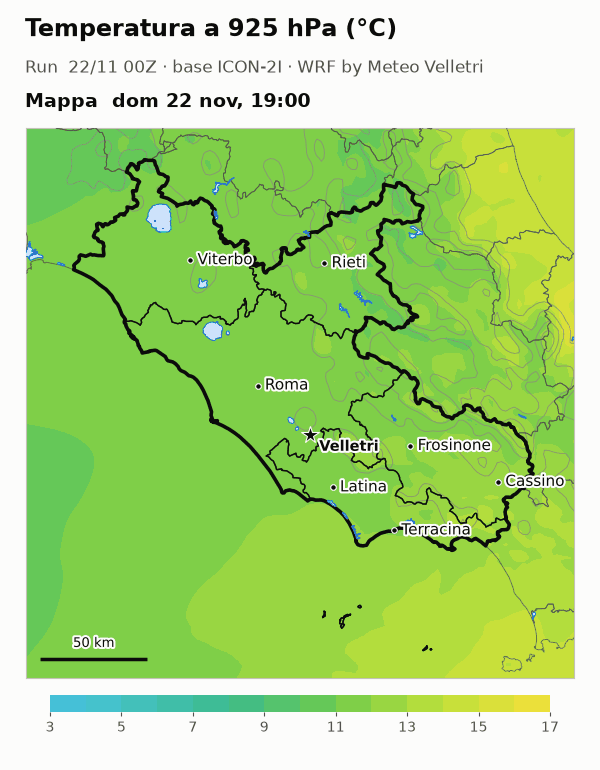 Temperatura a 925 hPa (°C)
Run  22/11 00Z · base ICON-2I · WRF by Meteo Velletri
Mappa  dom 22 nov, 19:00
Viterbo
Rieti
Roma
Velletri
Frosinone
Cassino
Latina
Terracina
50 km
3 5 7 9 11 13 15 17